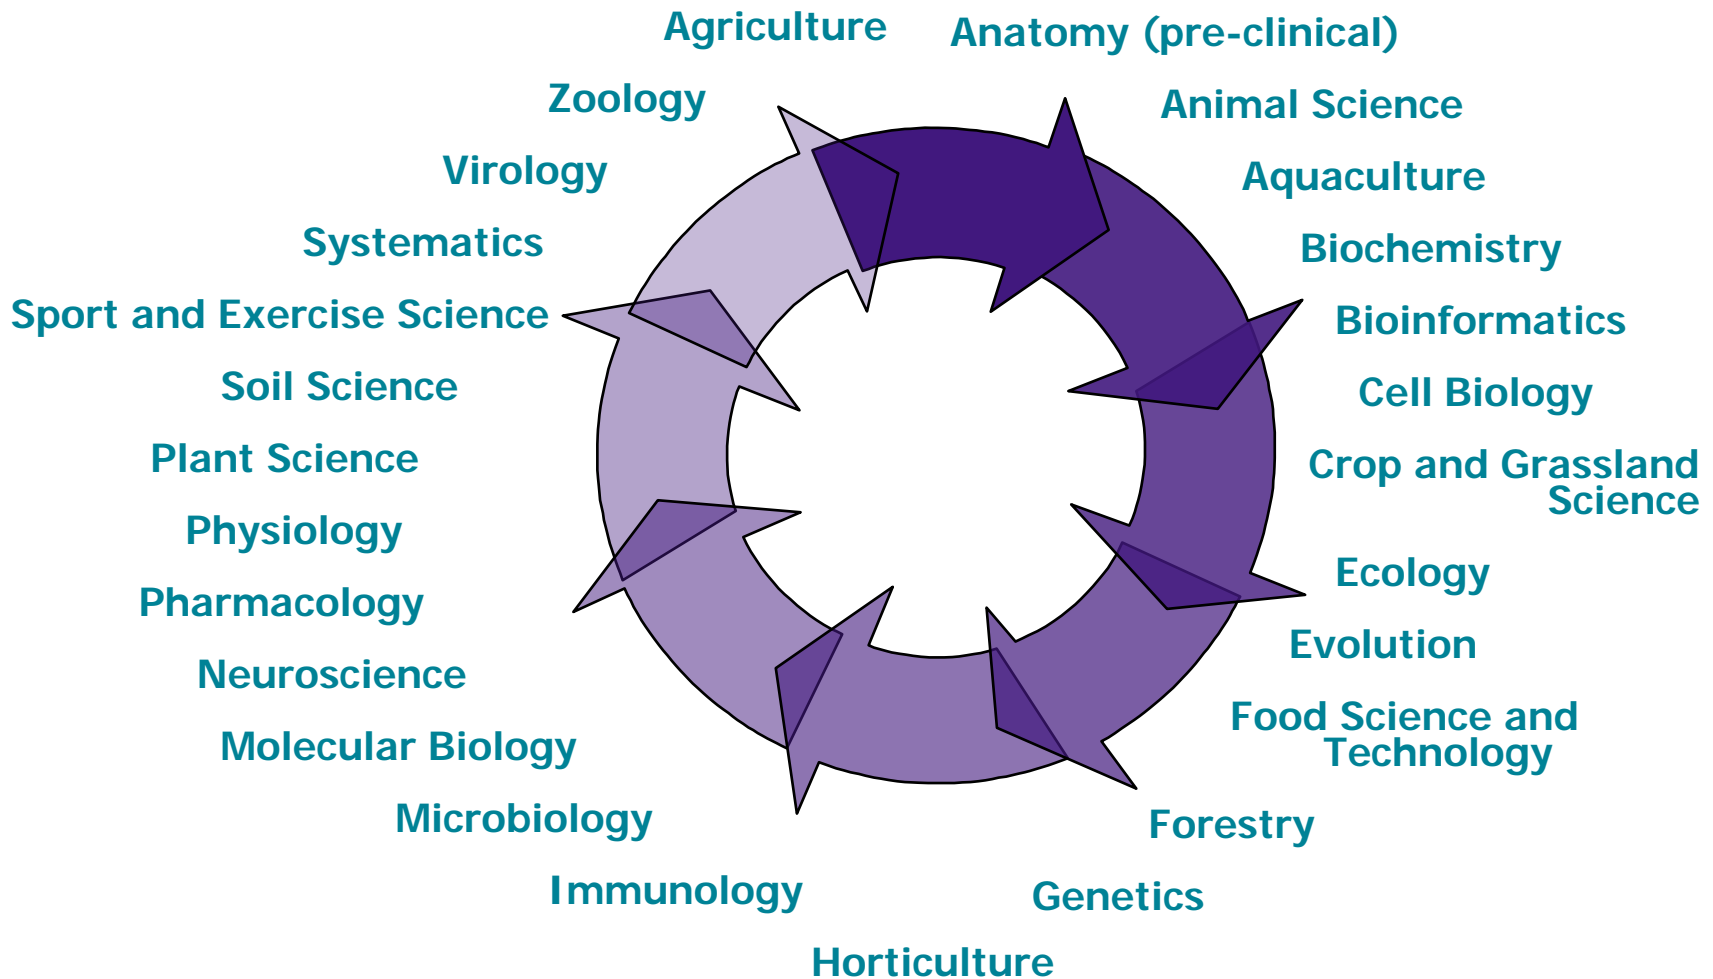 Agriculture
Anatomy (pre-clinical)
Animal Science
Aquaculture
Biochemistry
Bioinformatics
Cell Biology
Crop and Grassland
Science
Ecology
Evolution
Food Science and
Technology
Forestry
Genetics
Horticulture
Immunology
Microbiology
Molecular Biology
Neuroscience
Pharmacology
Physiology
Plant Science
Soil Science
Sport and Exercise Science
Systematics
Virology
Zoology